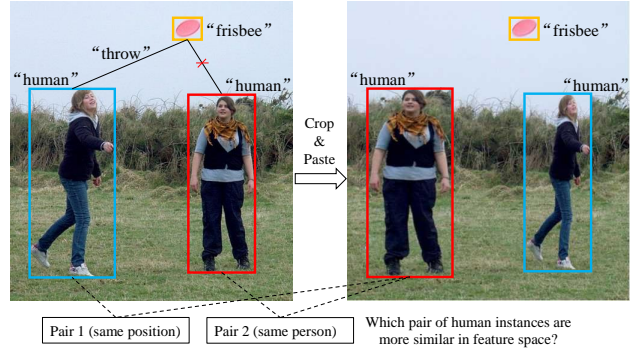 “frisbee”
“throw”
“human”
“human”
Crop
&
Paste
“frisbee”
“human”
“human”
Pair 1 (same position)
Pair 2 (same person)
Which pair of human instances are
more similar in feature space?